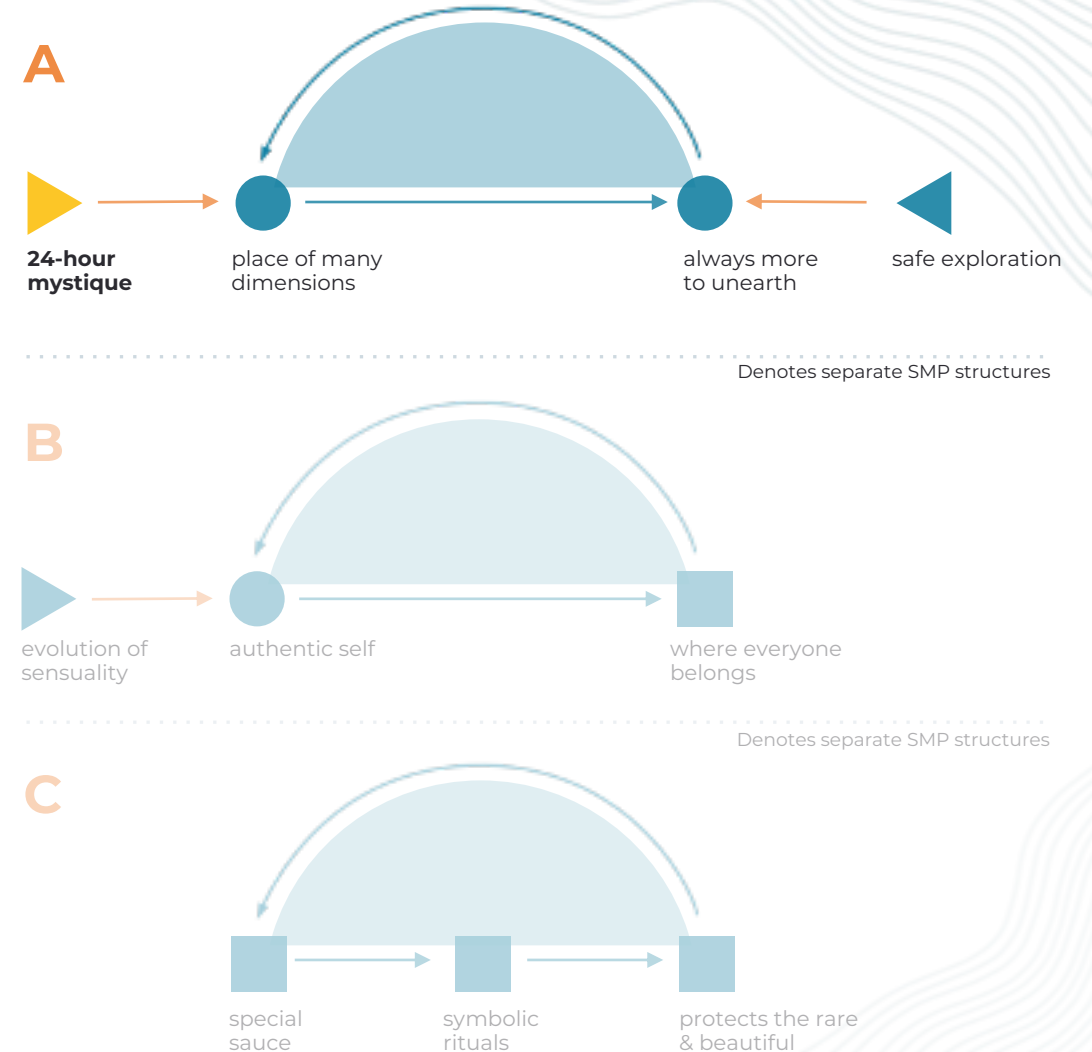 A
24-hour
mystique
place of many
dimensions
always more
to unearth
safe exploration
Denotes separate SMP structures
B
evolution of
sensuality
authentic self
where everyone
belongs
Denotes separate SMP structures
C
special
sauce
symbolic
rituals
protects the rare
& beautiful